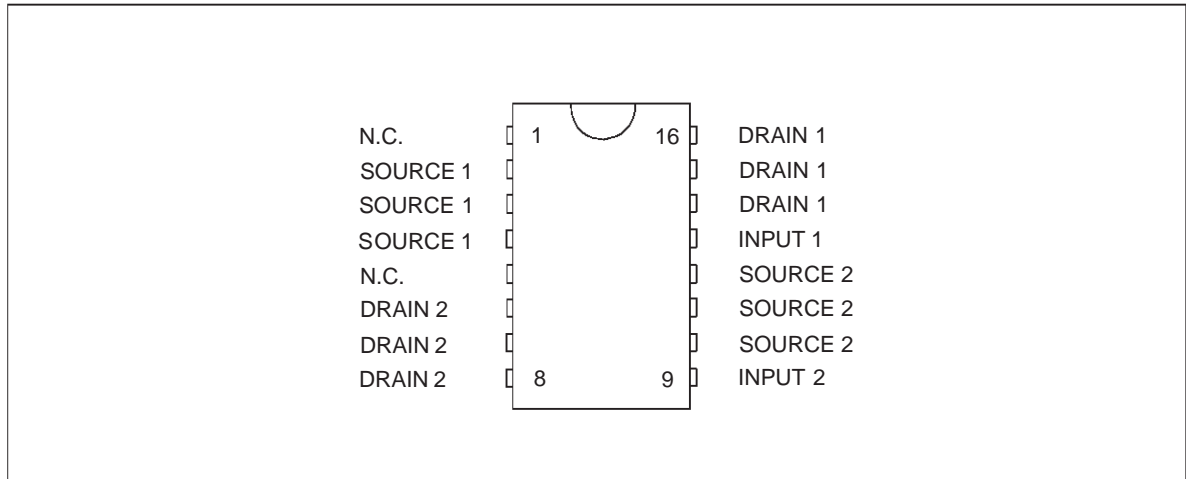 N.C. 1 16 DRAIN 1
SOURCE 1 DRAIN 1
SOURCE 1 DRAIN 1
SOURCE 1 INPUT 1
N.C. SOURCE 2
DRAIN 2 SOURCE 2
DRAIN 2 SOURCE 2
DRAIN 2 8 9 INPUT 2